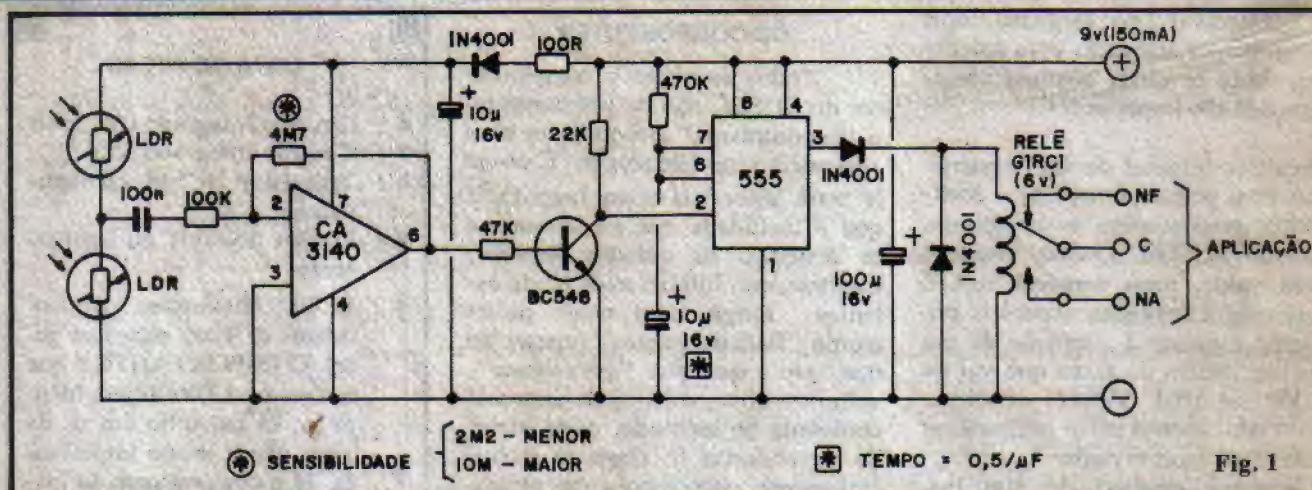 9v(150mA)
1N4001
100R
+
10µ
16v
470K
22K
8
4
7
6
2
555
3
1
1N4001
RELÊ
G1RC1
(6v)
NF
C
NA
APLICAÇÃO
LDR
LDR
4M7
100n
100K
2
3
7
CA
3140
6
4
47K
BC548
+
10µ
16v
+
100µ
16v
1N4001
SENSIBILIDADE
2M2 - MENOR
10M - MAIOR
TEMPO = 0,5/µF
Fig. 1